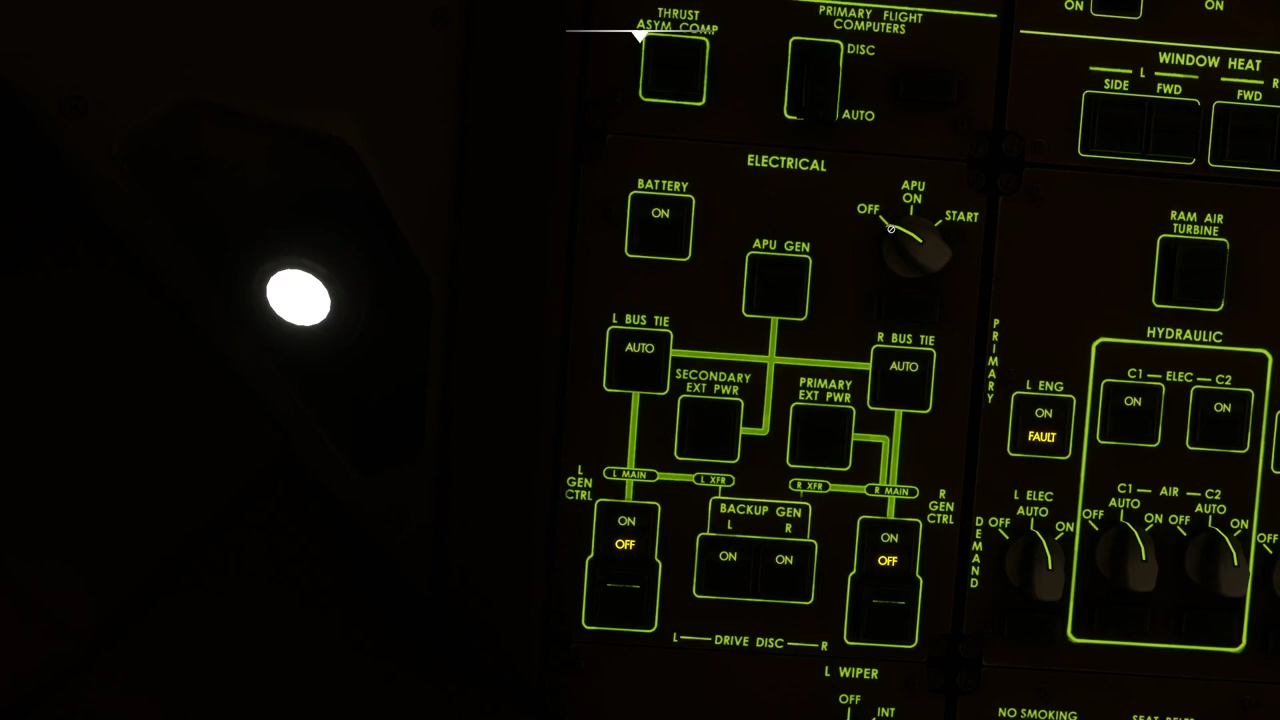 THRUST
ASYM COMP
PRIMARY FLIGHT
COMPUTERS
DISC
AUTO
ON
ON
WINDOW HEAT
L
R
SIDE
FWD
FWD
ELECTRICAL
BATTERY
ON
APU
ON
OFF
START
APU GEN
RAM AIR
TURBINE
L BUS TIE
AUTO
R BUS TIE
AUTO
SECONDARY
EXT PWR
PRIMARY
EXT PWR
PRIMARY
HYDRAULIC
L ENG
ON
FAULT
C1 — ELEC — C2
ON
ON
L MAIN
L XFR
R XFR
R MAIN
L
GEN
CTRL
R
GEN
CTRL
ON
OFF
BACKUP GEN
L
R
ON
ON
ON
OFF
DEMAND
L ELEC
AUTO
OFF
ON
C1 — AIR — C2
AUTO
AUTO
OFF
ON
OFF
ON
OFF
L — DRIVE DISC — R
L WIPER
OFF
INT
NO SMOKING